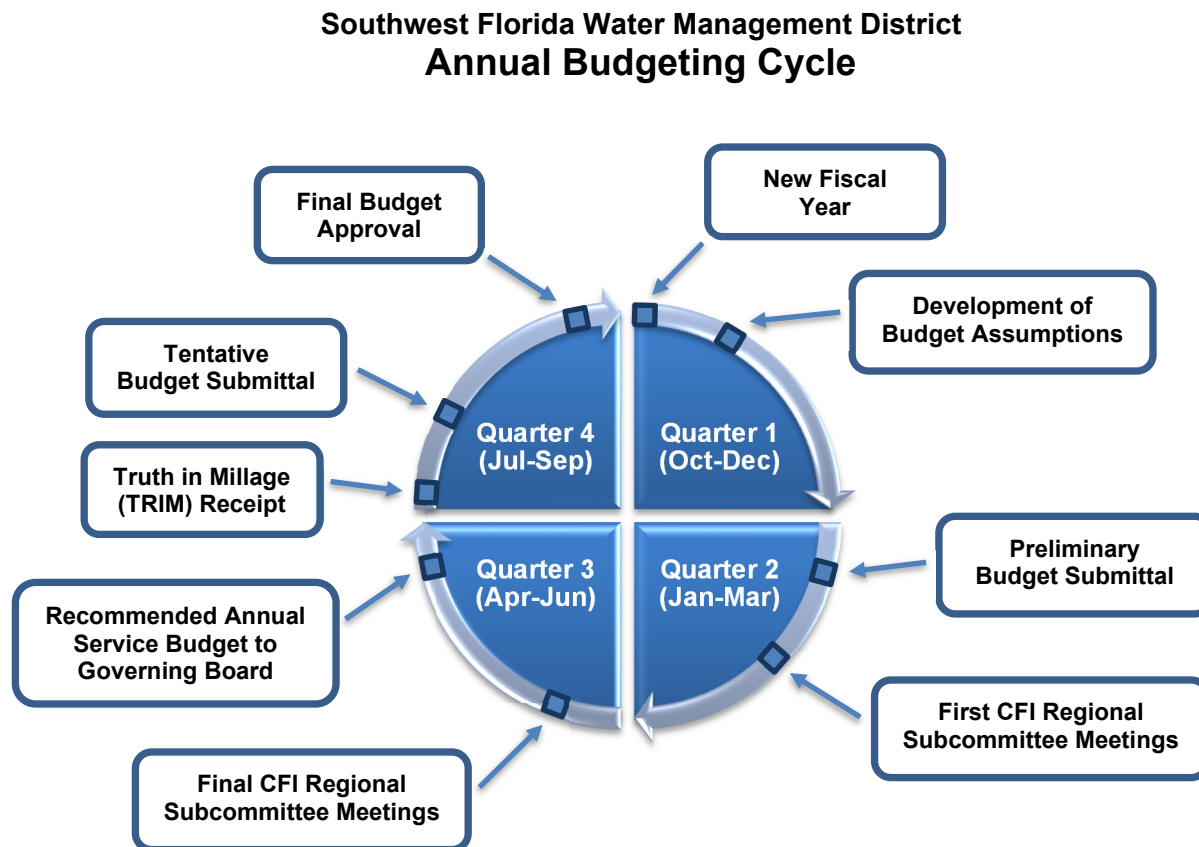 Southwest Florida Water Management District
Annual Budgeting Cycle
New Fiscal
Year
Development of
Budget Assumptions
Preliminary
Budget Submittal
First CFI Regional
Subcommittee Meetings
Final CFI Regional
Subcommittee Meetings
Recommended Annual
Service Budget to
Governing Board
Truth in Millage
(TRIM) Receipt
Tentative
Budget Submittal
Final Budget
Approval
Quarter 1
(Oct-Dec)
Quarter 2
(Jan-Mar)
Quarter 3
(Apr-Jun)
Quarter 4
(Jul-Sep)